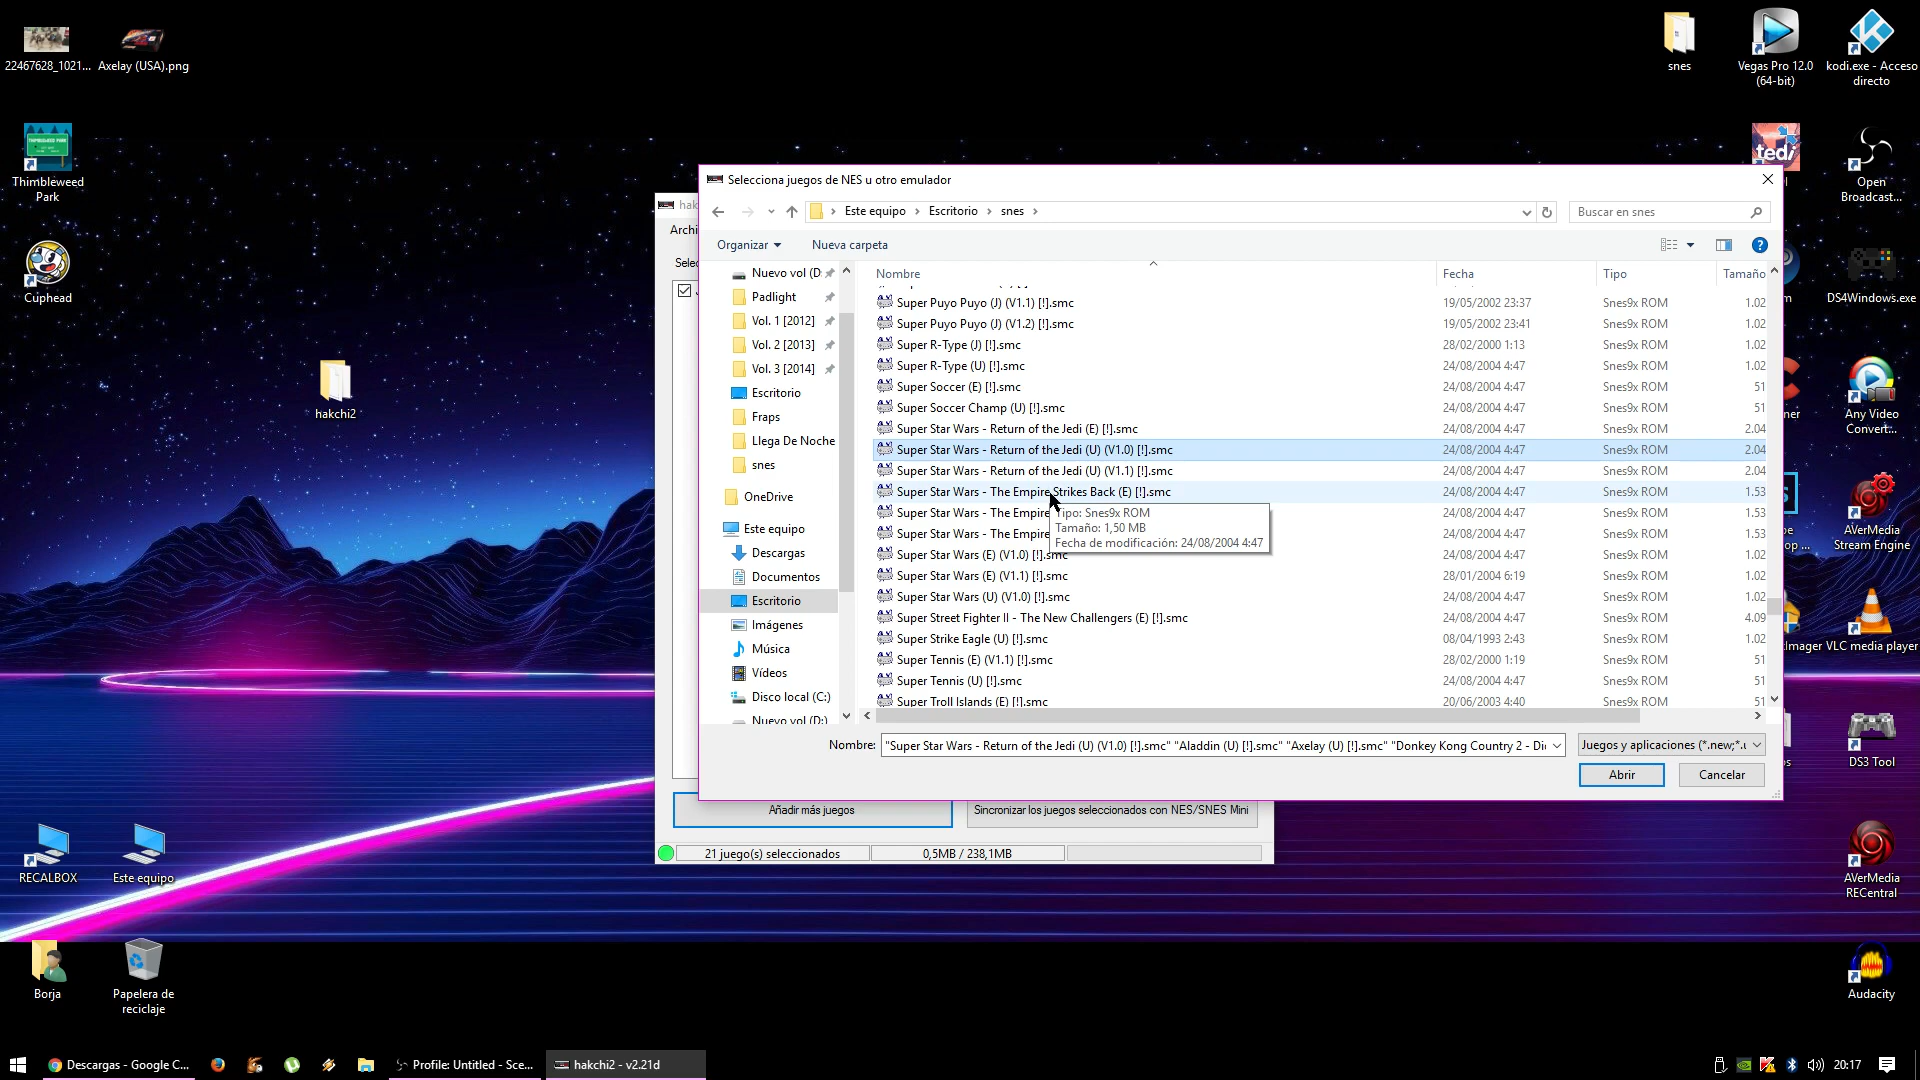 22467628_1021...
Axelay (USA).png
snes
Vegas Pro 12.0
(64-bit)
kodi.exe - Acceso
directo
Thimbleweed
Park
tedi
Open
Broadcast...
Cuphead
DS4Windows.exe
hakchi2
Any Video
Convert...
AVerMedia
Stream Engine
VLC media player
DS3 Tool
RECALBOX
Este equipo
AVerMedia
RECentral
Borja
Papelera de
reciclaje
Audacity
Selecciona juegos de NES u otro emulador
Este equipo > Escritorio > snes >
Buscar en snes
Organizar
Nueva carpeta
Nuevo vol (D:
Padlight
Vol. 1 [2012]
Vol. 2 [2013]
Vol. 3 [2014]
Escritorio
Fraps
Llega De Noche
snes
OneDrive
Este equipo
Descargas
Documentos
Escritorio
Imágenes
Música
Vídeos
Disco local (C:)
Nuevo vol (D:)
Nombre Fecha Tipo Tamaño
Super Puyo Puyo (J) (V1.1) [!].smc 19/05/2002 23:37 Snes9x ROM 1.02
Super Puyo Puyo (J) (V1.2) [!].smc 19/05/2002 23:41 Snes9x ROM 1.02
Super R-Type (J) [!].smc 28/02/2000 1:13 Snes9x ROM 1.02
Super R-Type (U) [!].smc 24/08/2004 4:47 Snes9x ROM 1.02
Super Soccer (E) [!].smc 24/08/2004 4:47 Snes9x ROM 51
Super Soccer Champ (U) [!].smc 24/08/2004 4:47 Snes9x ROM 51
Super Star Wars - Return of the Jedi (E) [!].smc 24/08/2004 4:47 Snes9x ROM 2.04
Super Star Wars - Return of the Jedi (U) (V1.0) [!].smc 24/08/2004 4:47 Snes9x ROM 2.04
Super Star Wars - Return of the Jedi (U) (V1.1) [!].smc 24/08/2004 4:47 Snes9x ROM 2.04
Super Star Wars - The Empire Strikes Back (E) [!].smc 24/08/2004 4:47 Snes9x ROM 1.53
Super Star Wars - The Empire 24/08/2004 4:47 Snes9x ROM 1.53
Super Star Wars - The Empire 24/08/2004 4:47 Snes9x ROM 1.53
Super Star Wars (E) (V1.0) [!].smc 24/08/2004 4:47 Snes9x ROM 1.02
Super Star Wars (E) (V1.1) [!].smc 28/01/2004 6:19 Snes9x ROM 1.02
Super Star Wars (U) (V1.0) [!].smc 24/08/2004 4:47 Snes9x ROM 1.02
Super Street Fighter II - The New Challengers (E) [!].smc 24/08/2004 4:47 Snes9x ROM 4.09
Super Strike Eagle (U) [!].smc 08/04/1993 2:43 Snes9x ROM 1.02
Super Tennis (E) (V1.1) [!].smc 28/02/2000 1:19 Snes9x ROM 51
Super Tennis (U) [!].smc 24/08/2004 4:47 Snes9x ROM 51
Super Troll Islands (E) [!].smc 20/06/2003 4:40 Snes9x ROM 51
Tipo: Snes9x ROM
Tamaño: 1,50 MB
Fecha de modificación: 24/08/2004 4:47
Nombre: "Super Star Wars - Return of the Jedi (U) (V1.0) [!].smc" "Aladdin (U) [!].smc" "Axelay (U) [!].smc" "Donkey Kong Country 2 - Di
Juegos y aplicaciones (*.new;*.u
Abrir
Cancelar
Añadir más juegos
Sincronizar los juegos seleccionados con NES/SNES Mini
21 juego(s) seleccionados
0,5MB / 238,1MB
Descargas - Google C...
Profile: Untitled - Sce...
hakchi2 - v2.21d
20:17